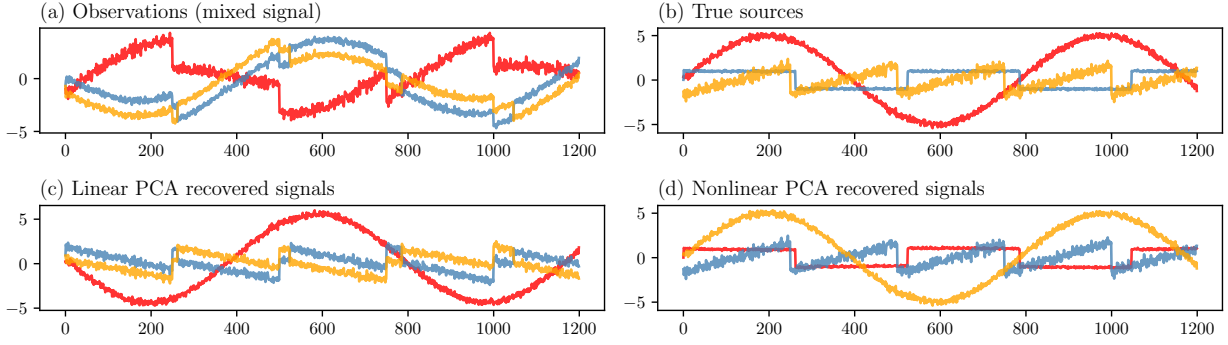 (a) Observations (mixed signal)
0
−5
0 200 400 600 800 1000 1200
(b) True sources
5
0
−5
0 200 400 600 800 1000 1200
(c) Linear PCA recovered signals
5
0
−5
0 200 400 600 800 1000 1200
(d) Nonlinear PCA recovered signals
5
0
−5
0 200 400 600 800 1000 1200